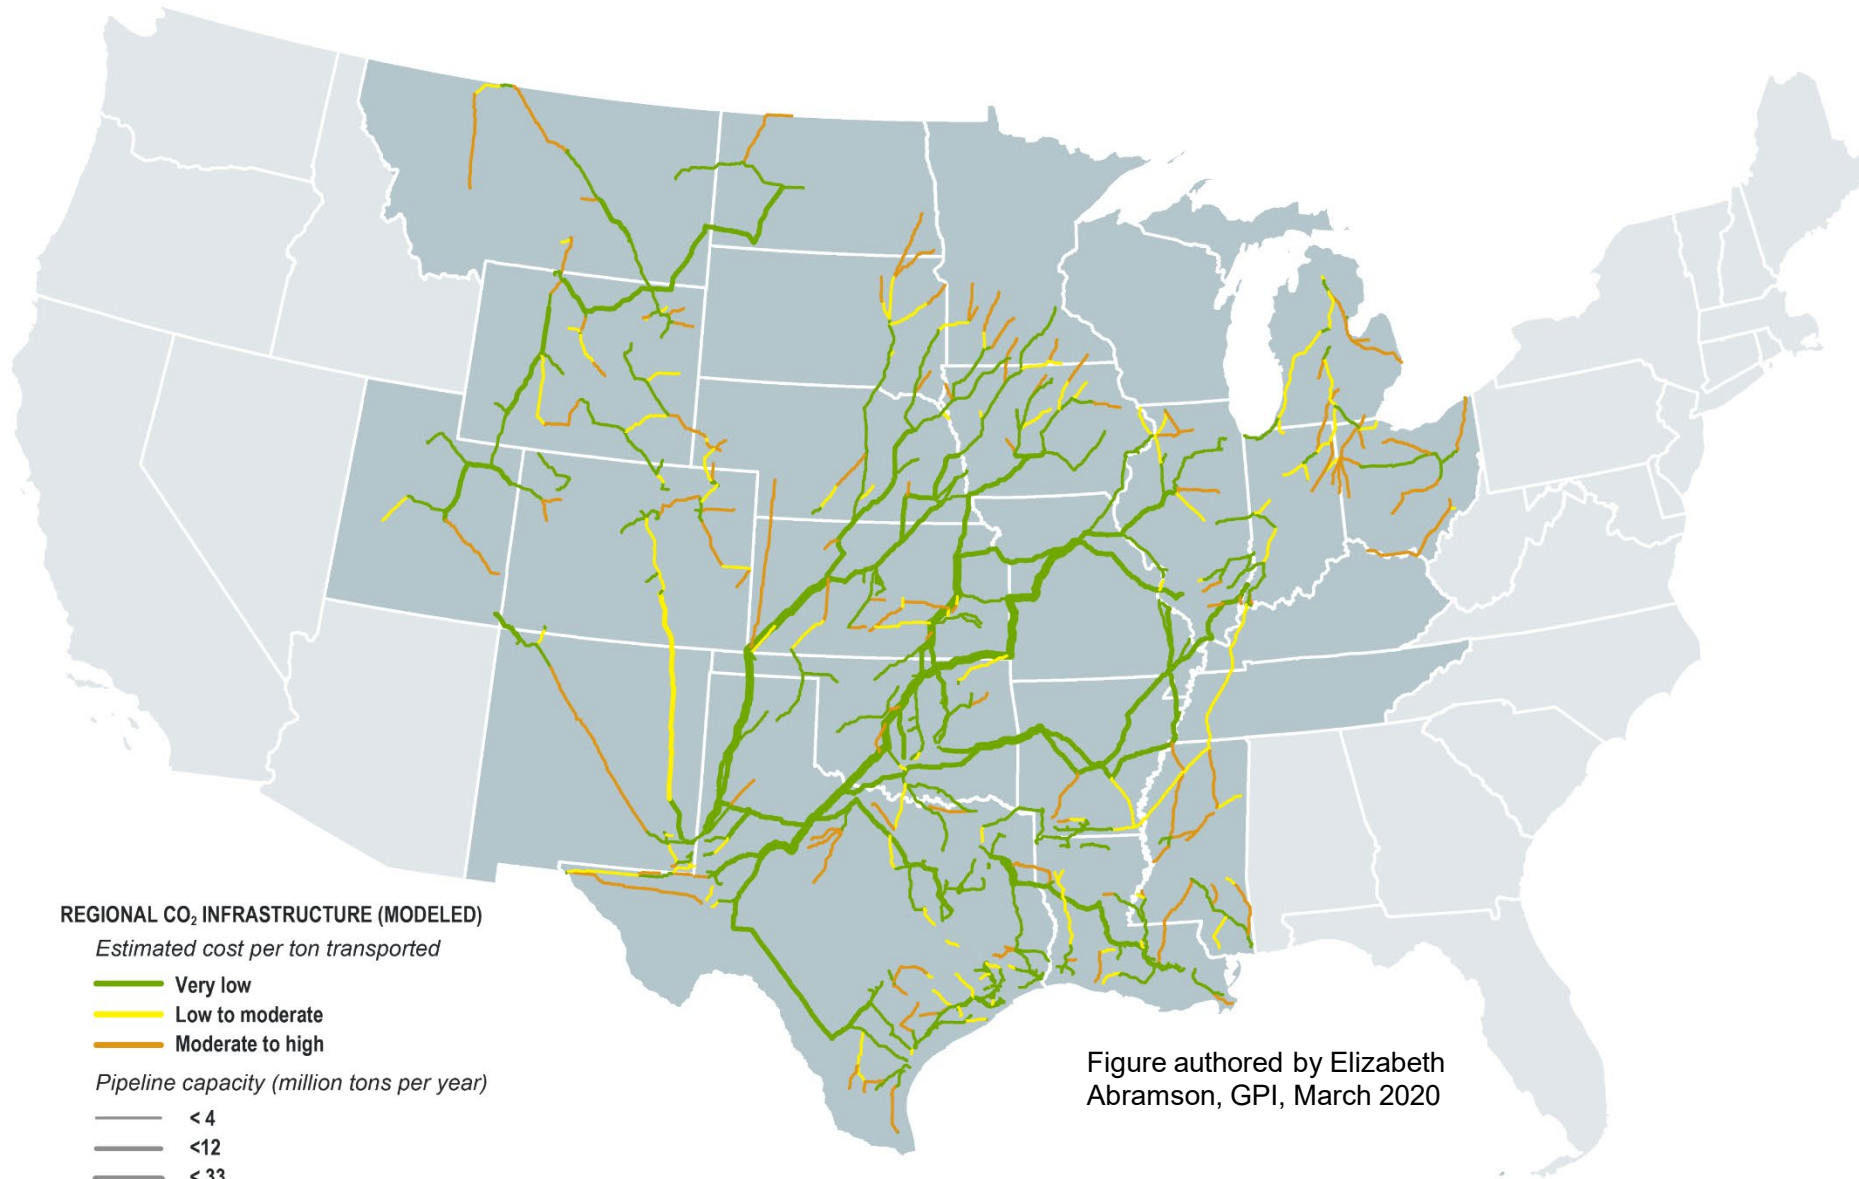 REGIONAL CO₂ INFRASTRUCTURE (MODELED)
Estimated cost per ton transported
Very low
Low to moderate
Moderate to high
Pipeline capacity (million tons per year)
< 4
<12
< 33
Figure authored by Elizabeth
Abramson, GPI, March 2020